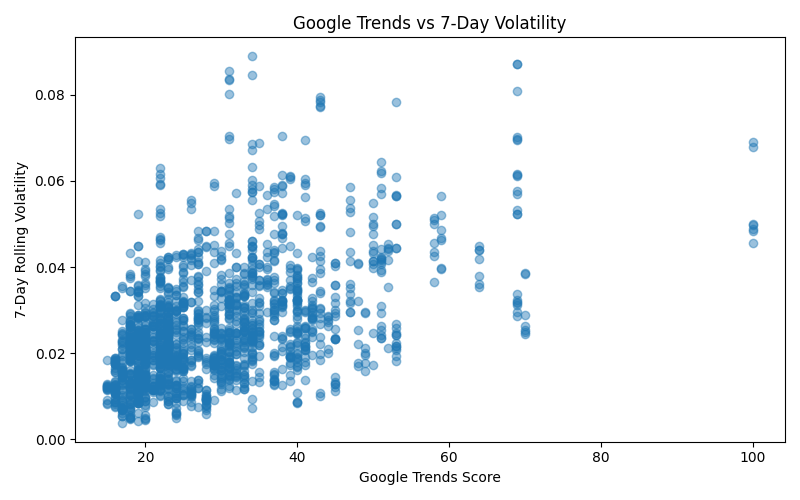 Google Trends vs 7-Day Volatility
0.08
0.06
0.04
0.02
0.00
7-Day Rolling Volatility
20 40 60 80 100
Google Trends Score